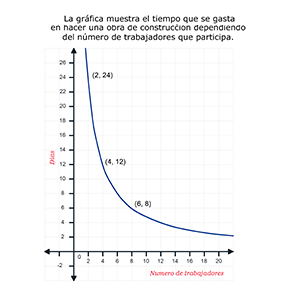 La gráfica muestra el tiempo que se gasta
en hacer una obra de construcción dependiendo
del número de trabajadores que participa.
26
24
22
20
18
16
14
12
10
8
6
4
2
-2
(2, 24)
(4, 12)
(6, 8)
Días
0 2 4 6 8 10 12 14 16 18 20
Numero de trabajadores